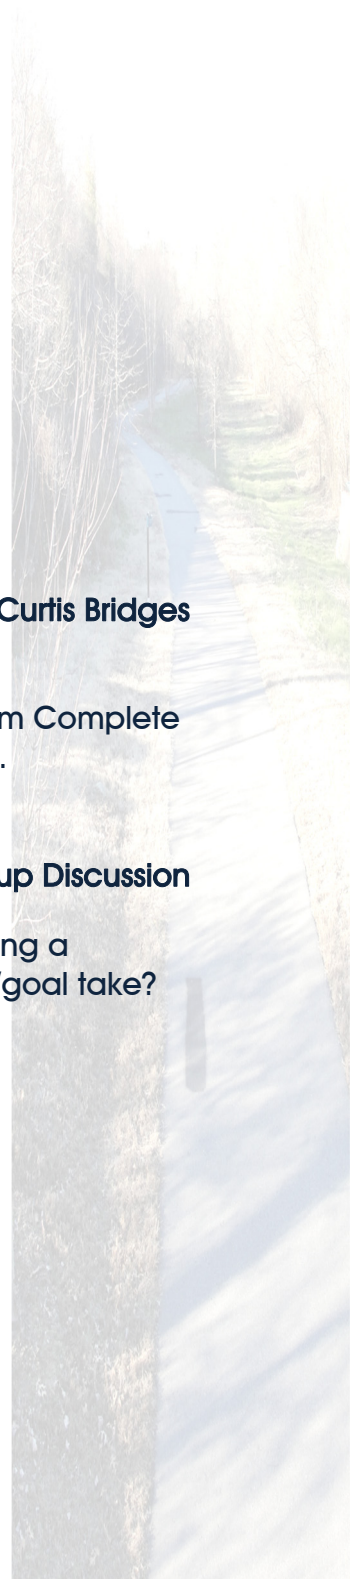 Curtis Bridges
m Complete
.
up Discussion
ng a
/goal take?